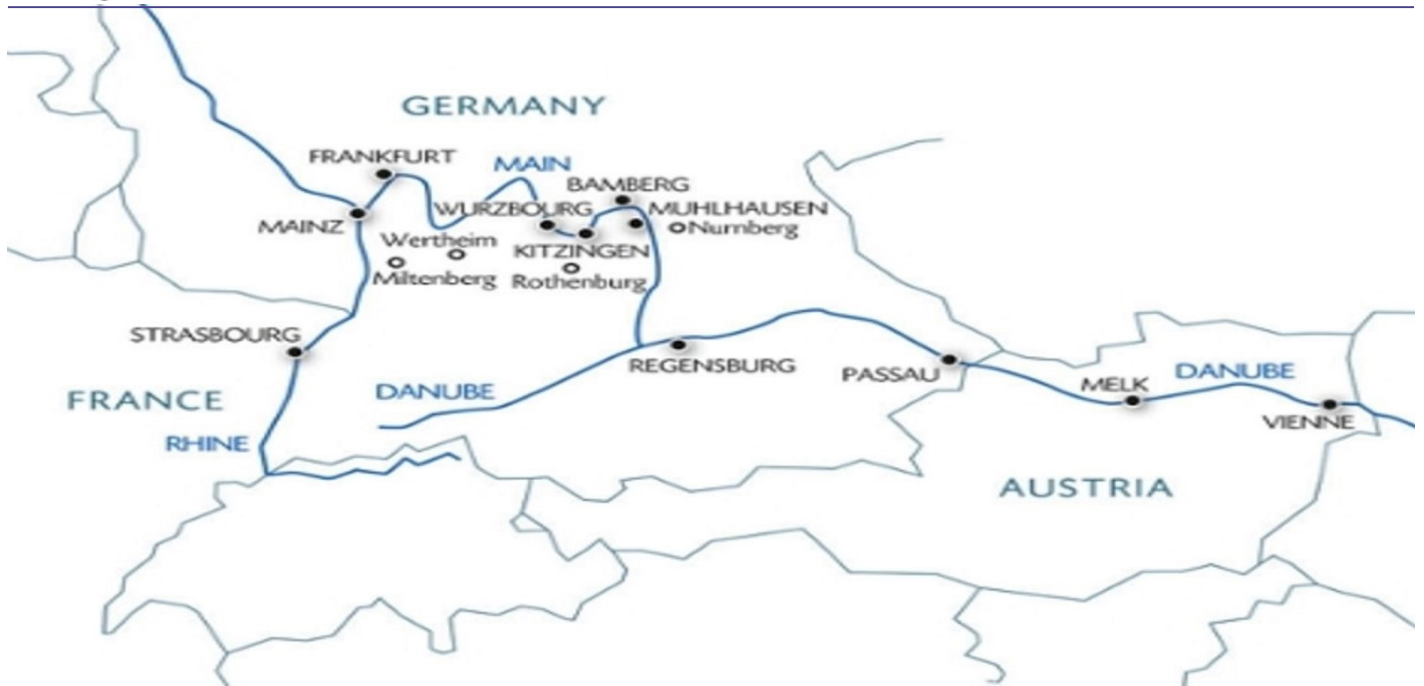 GERMANY
FRANKFURT
MAIN
BAMBERG
WURZBOURG
MUHLHAUSEN
MAINZ
Nurnberg
Wertheim
KITZINGEN
Miltenberg
Rothenburg
STRASBOURG
REGENSBURG
PASSAU
MELK
DANUBE
DANUBE
FRANCE
VIENNE
RHINE
AUSTRIA